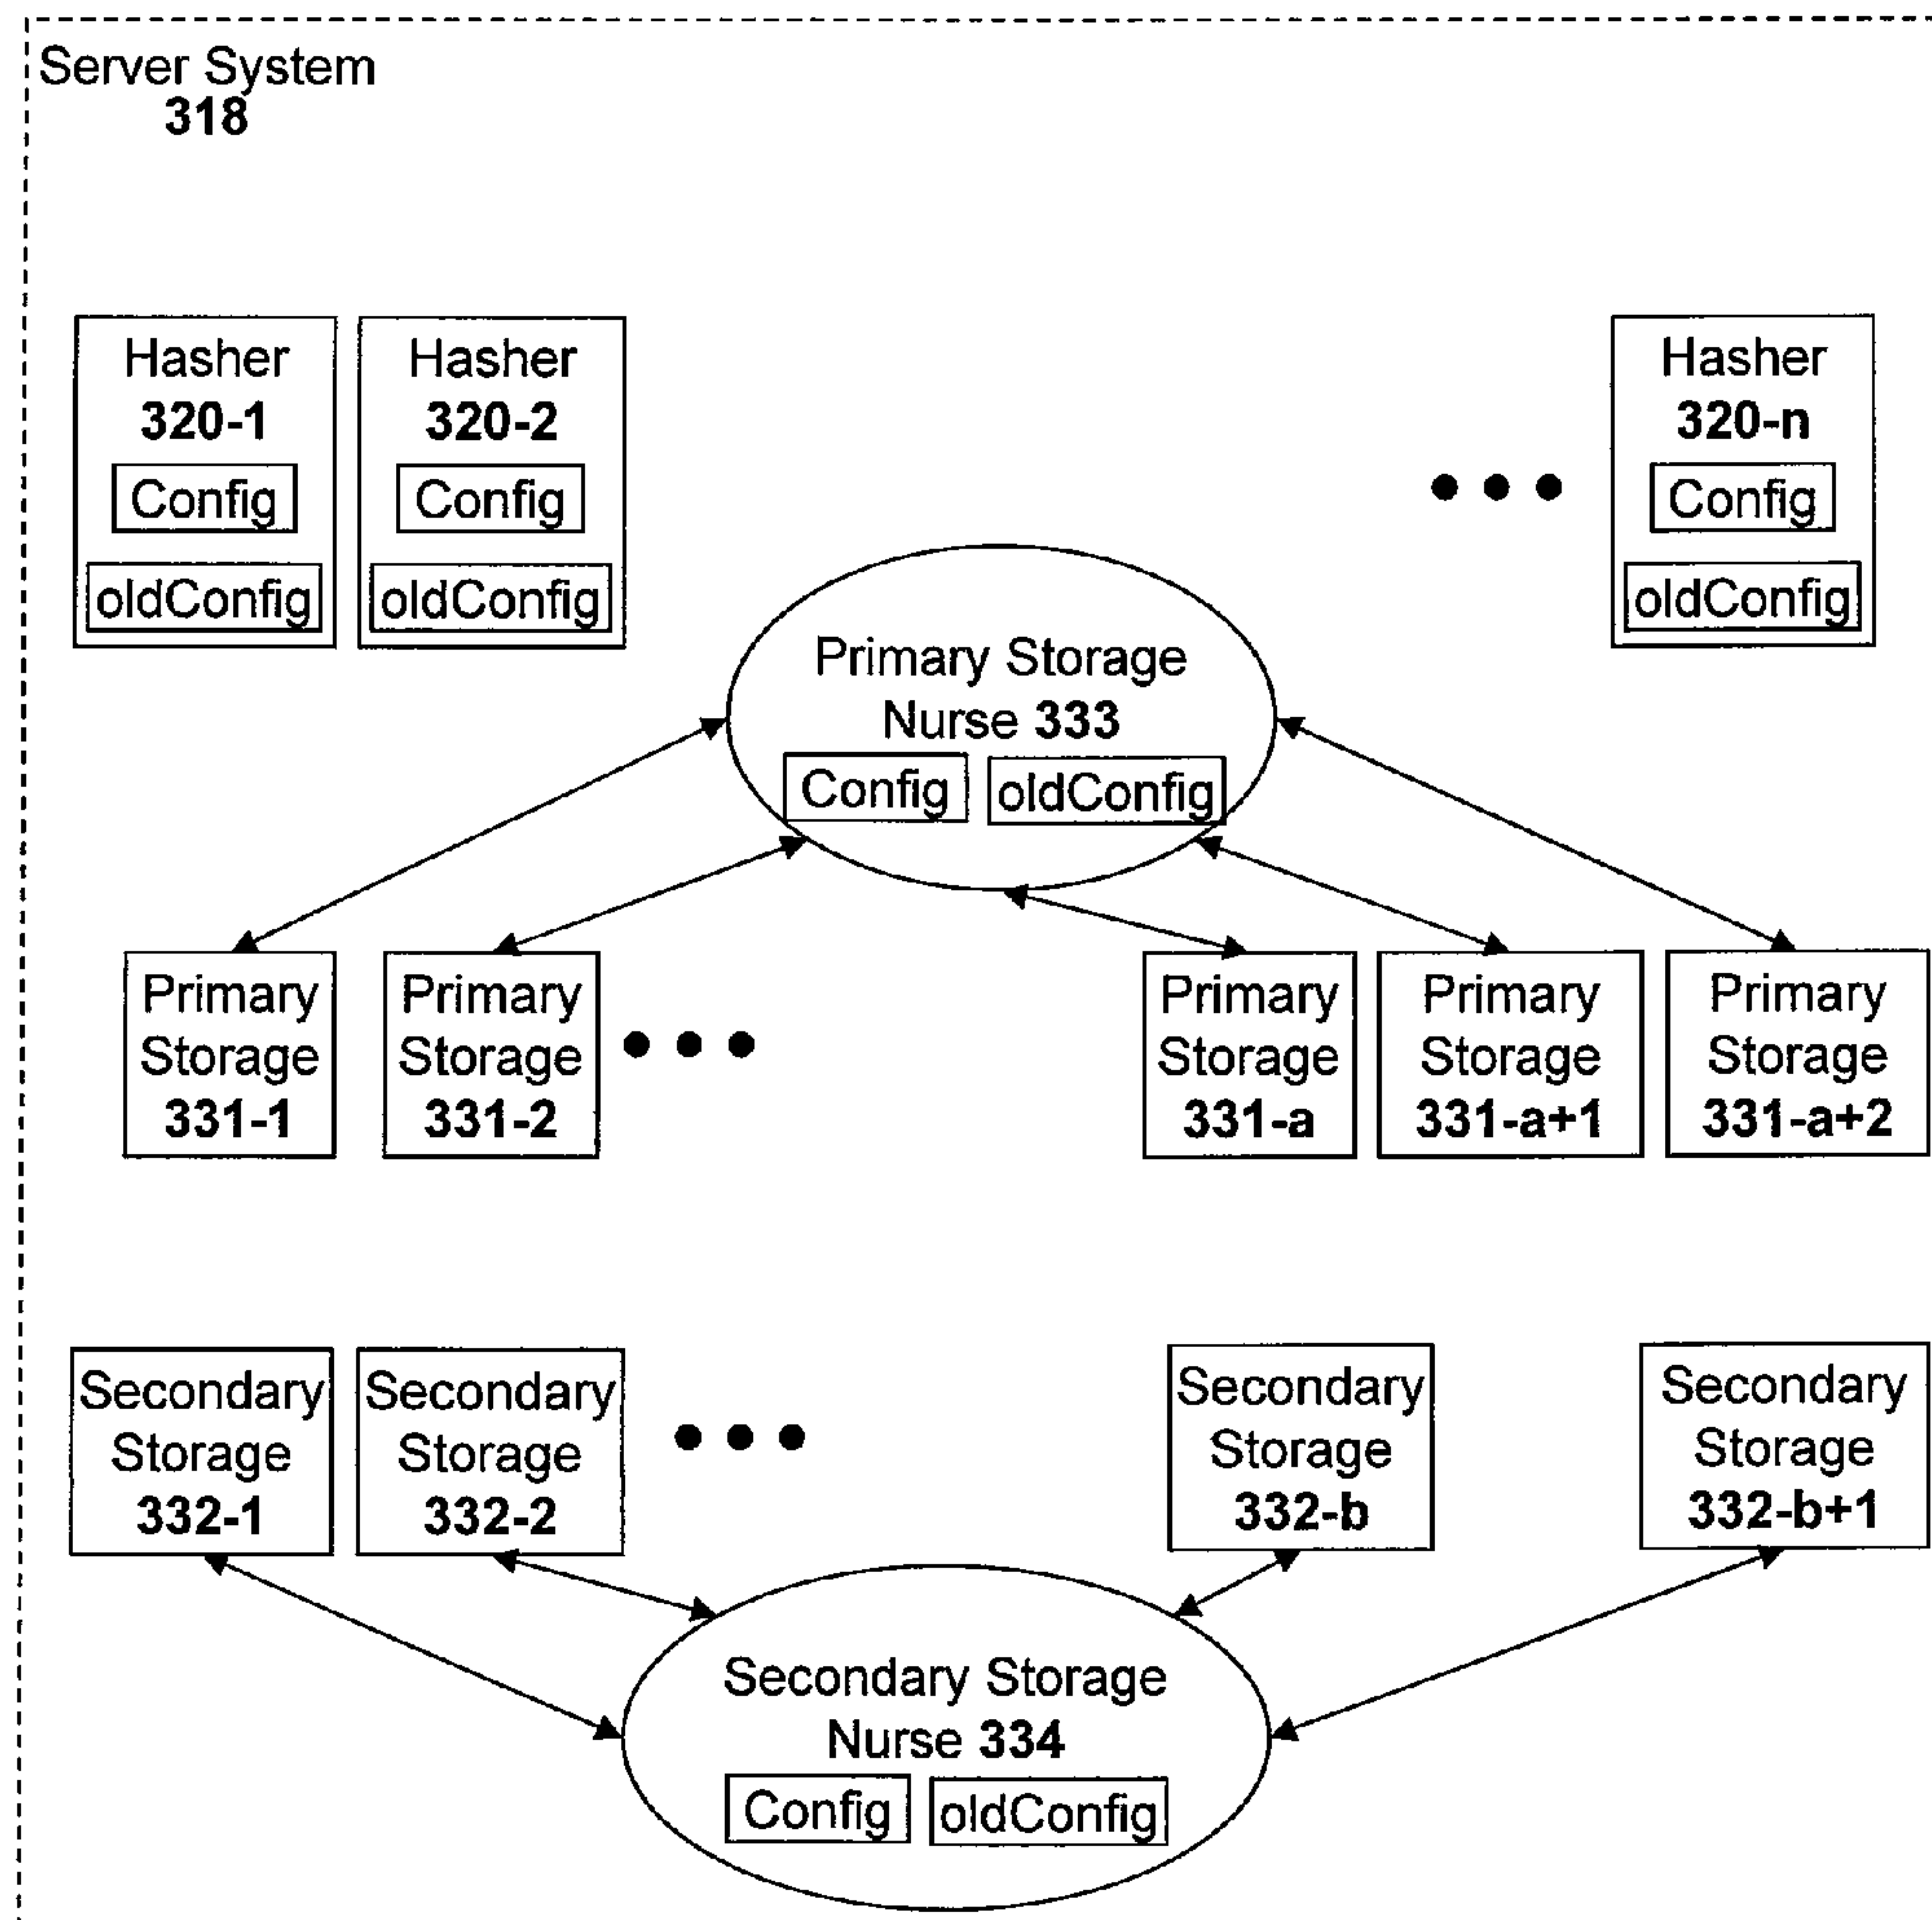 Server System
318
Hasher
320-1
Config
oldConfig
Hasher
320-2
Config
oldConfig
Hasher
320-n
Config
oldConfig
Primary Storage
Nurse 333
Config
oldConfig
Primary
Storage
331-1
Primary
Storage
331-2
Primary
Storage
331-a
Primary
Storage
331-a+1
Primary
Storage
331-a+2
Secondary
Storage
332-1
Secondary
Storage
332-2
Secondary
Storage
332-b
Secondary
Storage
332-b+1
Secondary Storage
Nurse 334
Config
oldConfig